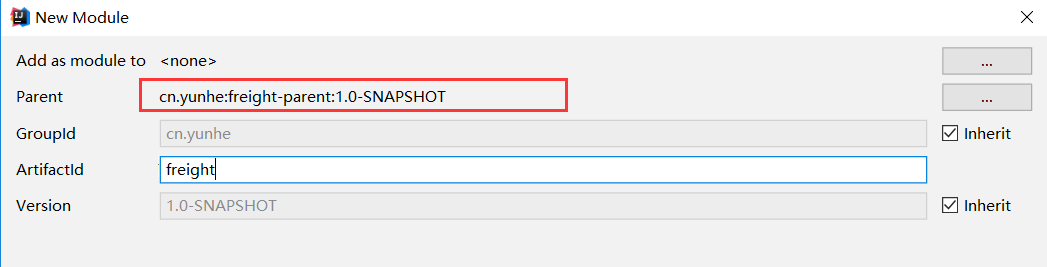 New Module
Add as module to <none> ...
Parent cn.yunhe:freight-parent:1.0-SNAPSHOT ...
GroupId cn.yunhe Inherit
ArtifactId freight
Version 1.0-SNAPSHOT Inherit